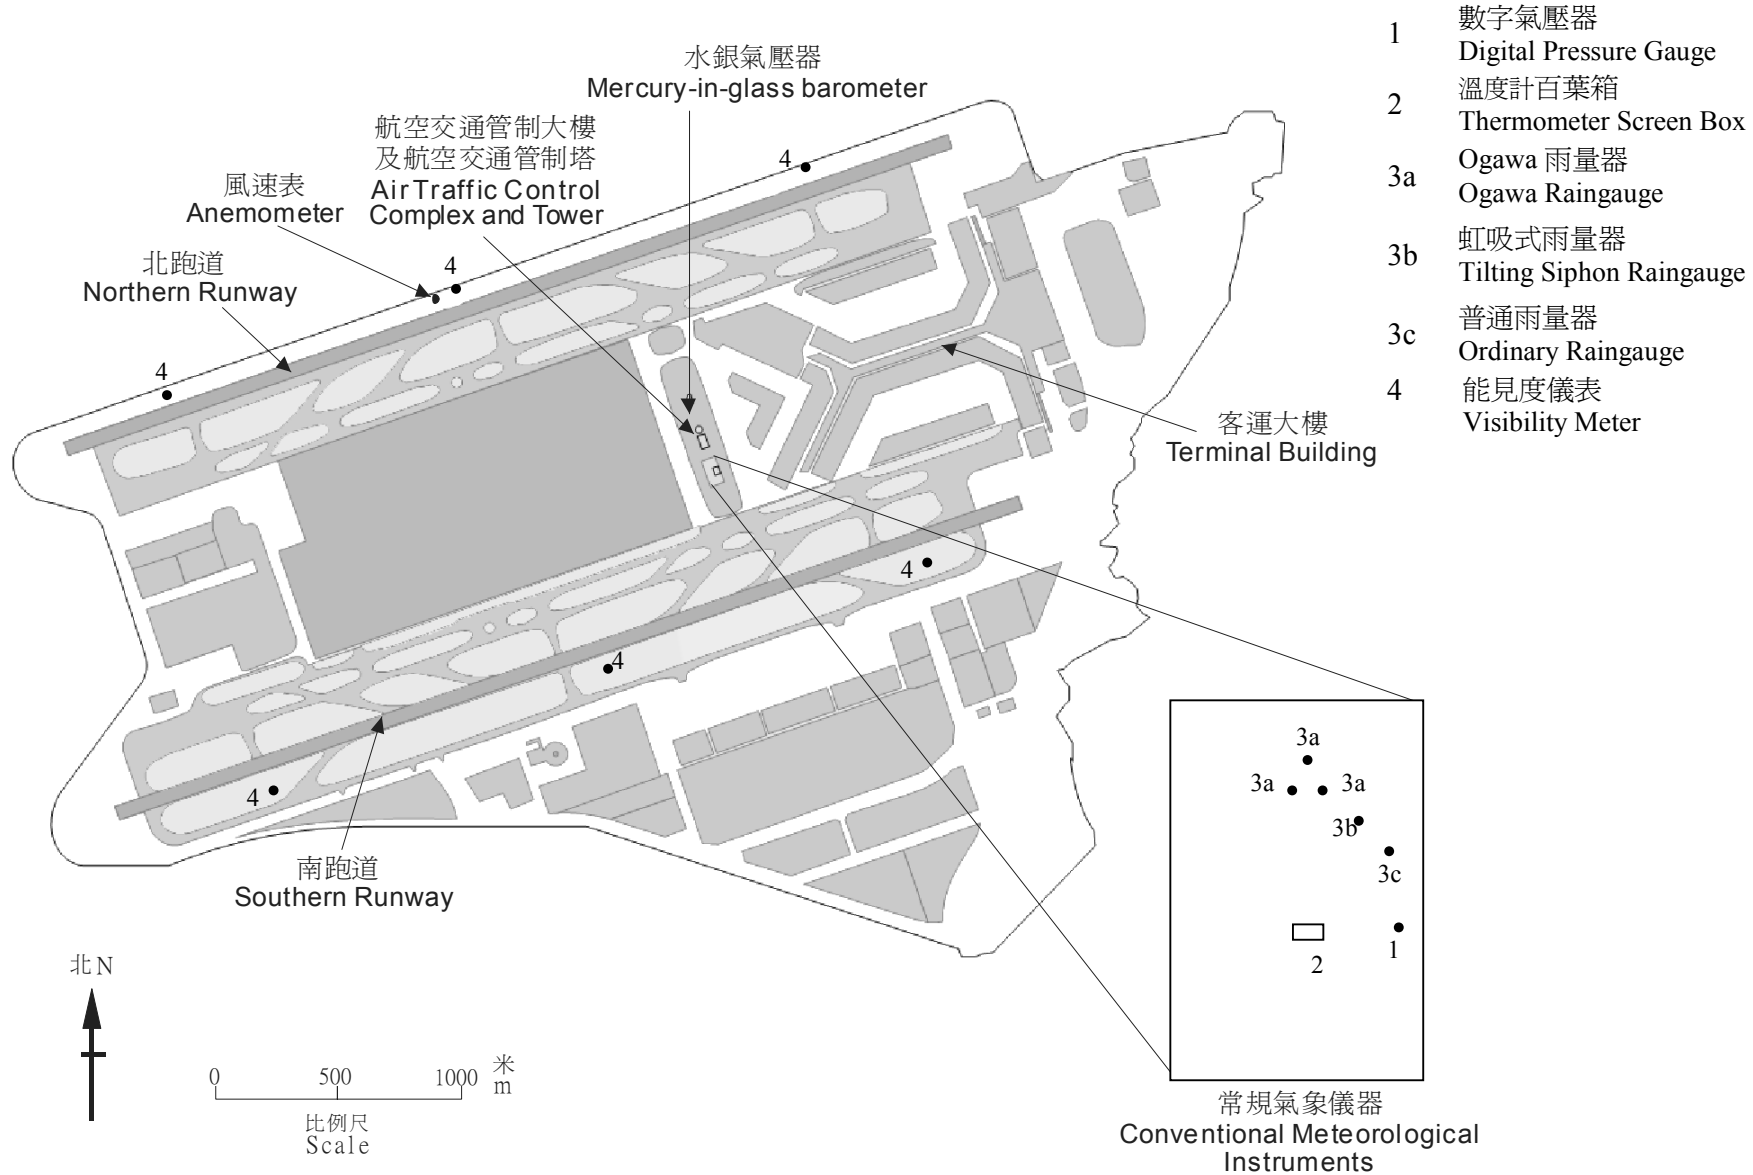 水銀氣壓器
Mercury-in-glass barometer
航空交通管制大樓
及航空交通管制塔
Air Traffic Control
Complex and Tower
風速表
Anemometer
北跑道
Northern Runway
4
4
4
客運大樓
Terminal Building
4
4
4
南跑道
Southern Runway
1
數字氣壓器
Digital Pressure Gauge
2
溫度計百葉箱
Thermometer Screen Box
3a
Ogawa 雨量器
Ogawa Raingauge
3b
虹吸式雨量器
Tilting Siphon Raingauge
3c
普通雨量器
Ordinary Raingauge
4
能見度儀表
Visibility Meter
3a
3a 3a
3b
3c
1
2
常規氣象儀器
Conventional Meteorological
Instruments
北 N
0 500 1000 米
m
比例尺
Scale